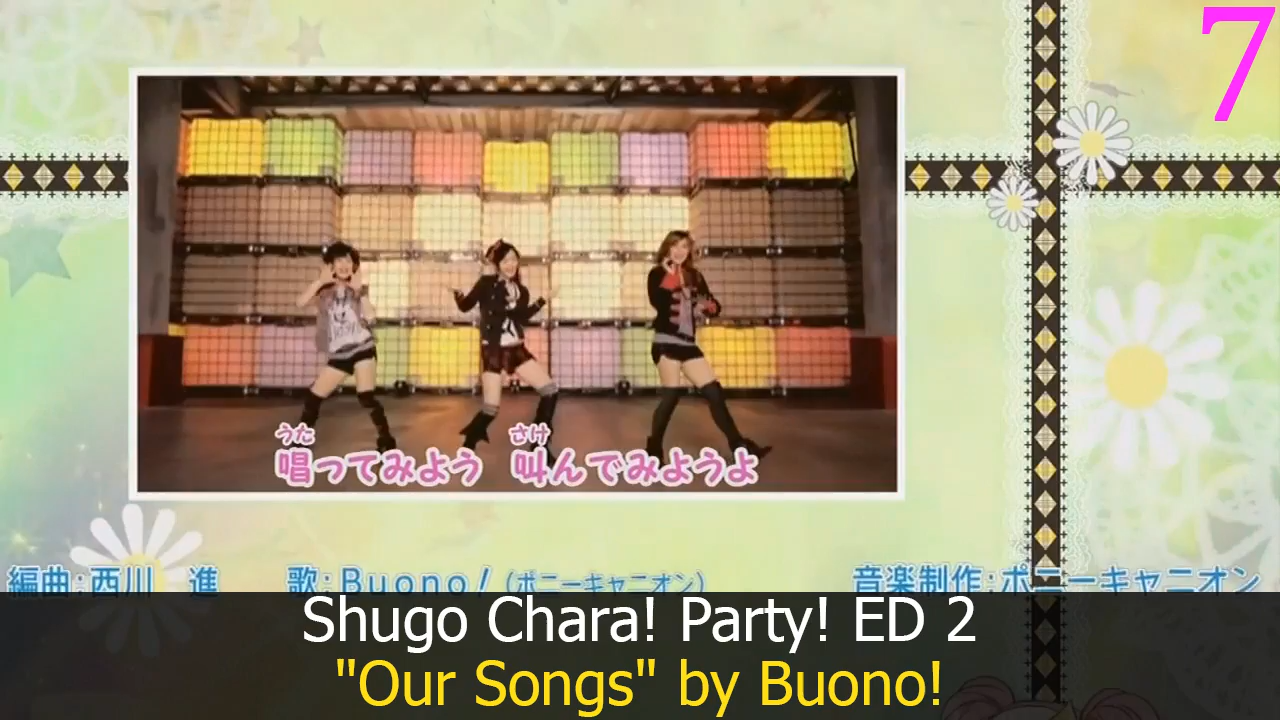 7
うた さけ
唱ってみよう 叫んでみようよ
編曲:西川 進 歌:Buono!(ポニーキャニオン) 音楽制作:ポニーキャニオン
Shugo Chara! Party! ED 2
"Our Songs" by Buono!